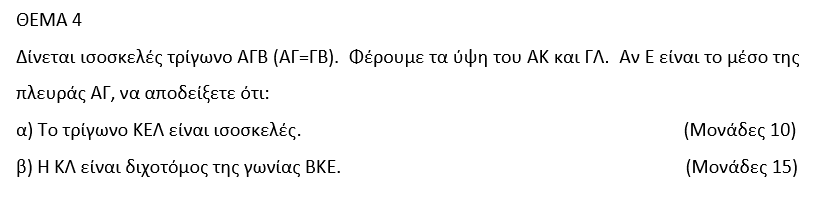 ΘΕΜΑ 4
Δίνεται ισοσκελές τρίγωνο ΑΓΒ (ΑΓ=ΓΒ). Φέρουμε τα ύψη του ΑΚ και ΓΛ. Αν Ε είναι το μέσο της
πλευράς ΑΓ, να αποδείξετε ότι:
α) Το τρίγωνο ΚΕΛ είναι ισοσκελές. (Μονάδες 10)
β) Η ΚΛ είναι διχοτόμος της γωνίας ΒΚΕ. (Μονάδες 15)